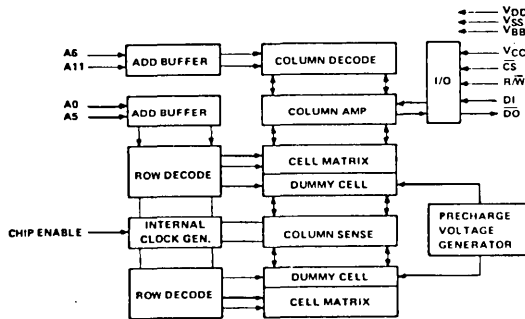 A6
A11
ADD BUFFER
COLUMN DECODE
I/O
VDD
VSS
VBB
VCC
CS
R/W
DI
DO
A0
A5
ADD BUFFER
COLUMN AMP
ROW DECODE
CELL MATRIX
DUMMY CELL
CHIP ENABLE
INTERNAL
CLOCK GEN.
COLUMN SENSE
PRECHARGE
VOLTAGE
GENERATOR
ROW DECODE
DUMMY CELL
CELL MATRIX